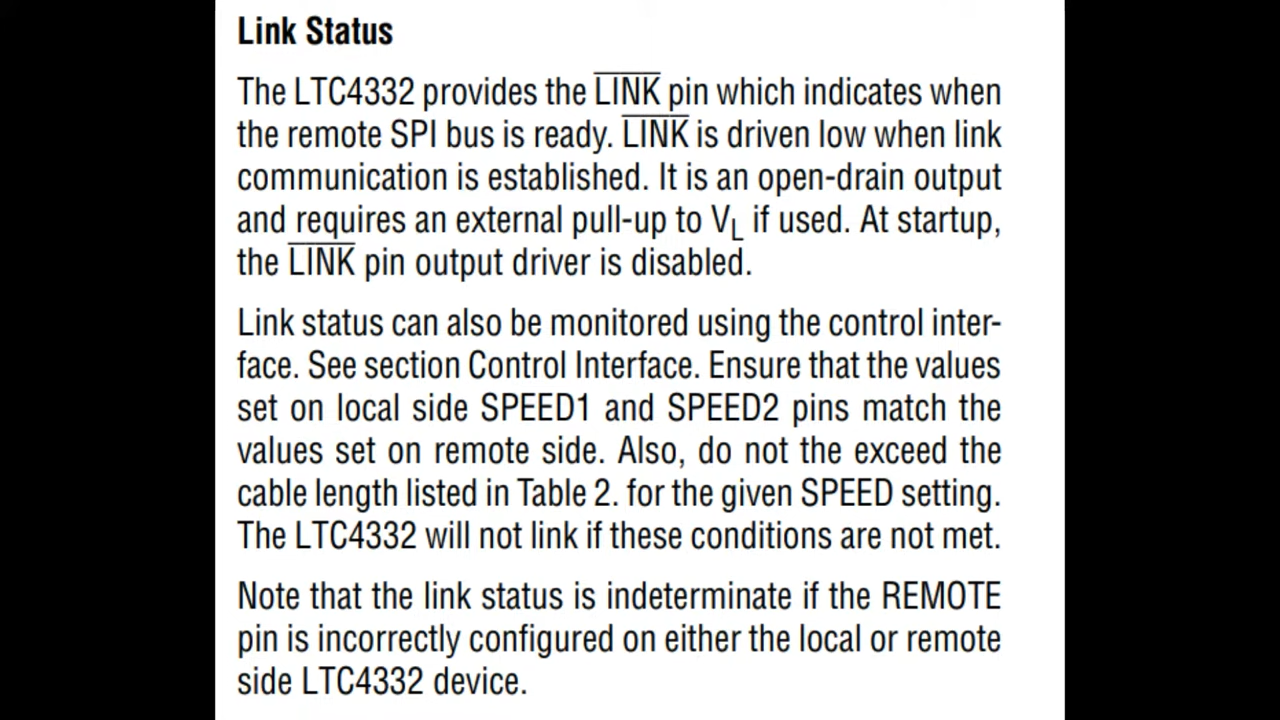 Link Status
The LTC4332 provides the LINK pin which indicates when
the remote SPI bus is ready. LINK is driven low when link
communication is established. It is an open-drain output
and requires an external pull-up to VL if used. At startup,
the LINK pin output driver is disabled.
Link status can also be monitored using the control inter-
face. See section Control Interface. Ensure that the values
set on local side SPEED1 and SPEED2 pins match the
values set on remote side. Also, do not the exceed the
cable length listed in Table 2. for the given SPEED setting.
The LTC4332 will not link if these conditions are not met.
Note that the link status is indeterminate if the REMOTE
pin is incorrectly configured on either the local or remote
side LTC4332 device.